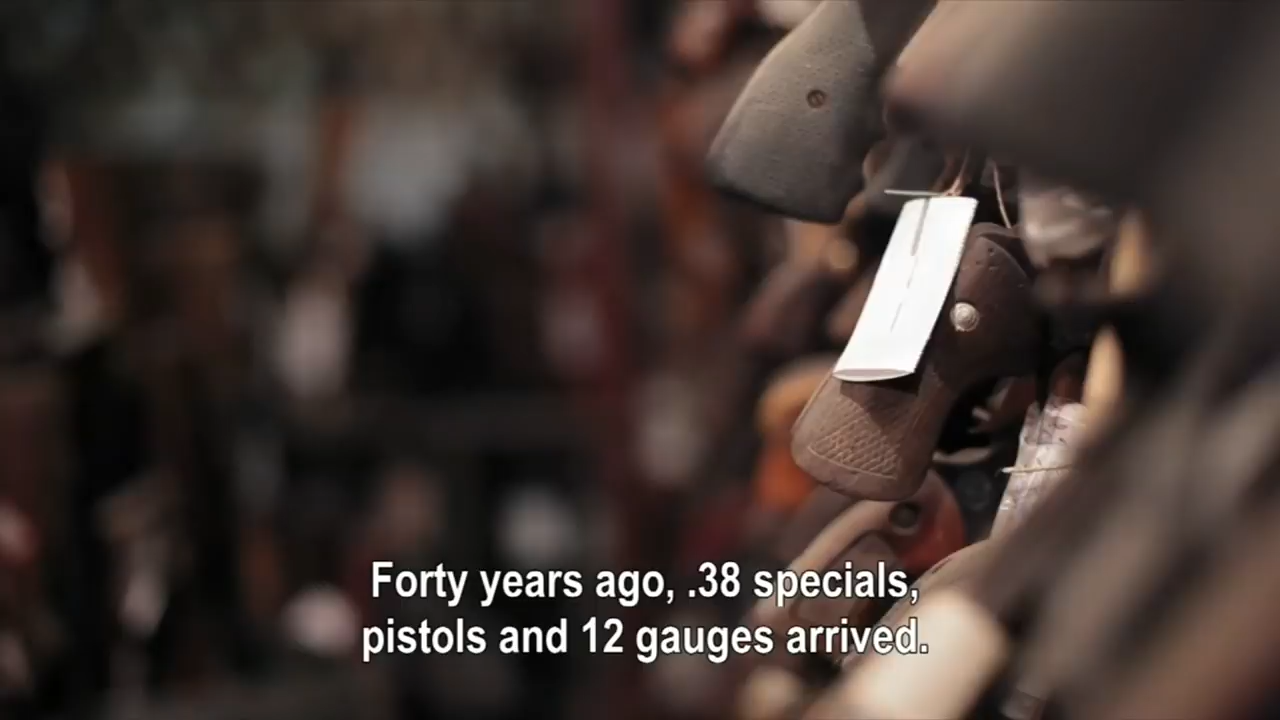 Forty years ago, .38 specials,
pistols and 12 gauges arrived.